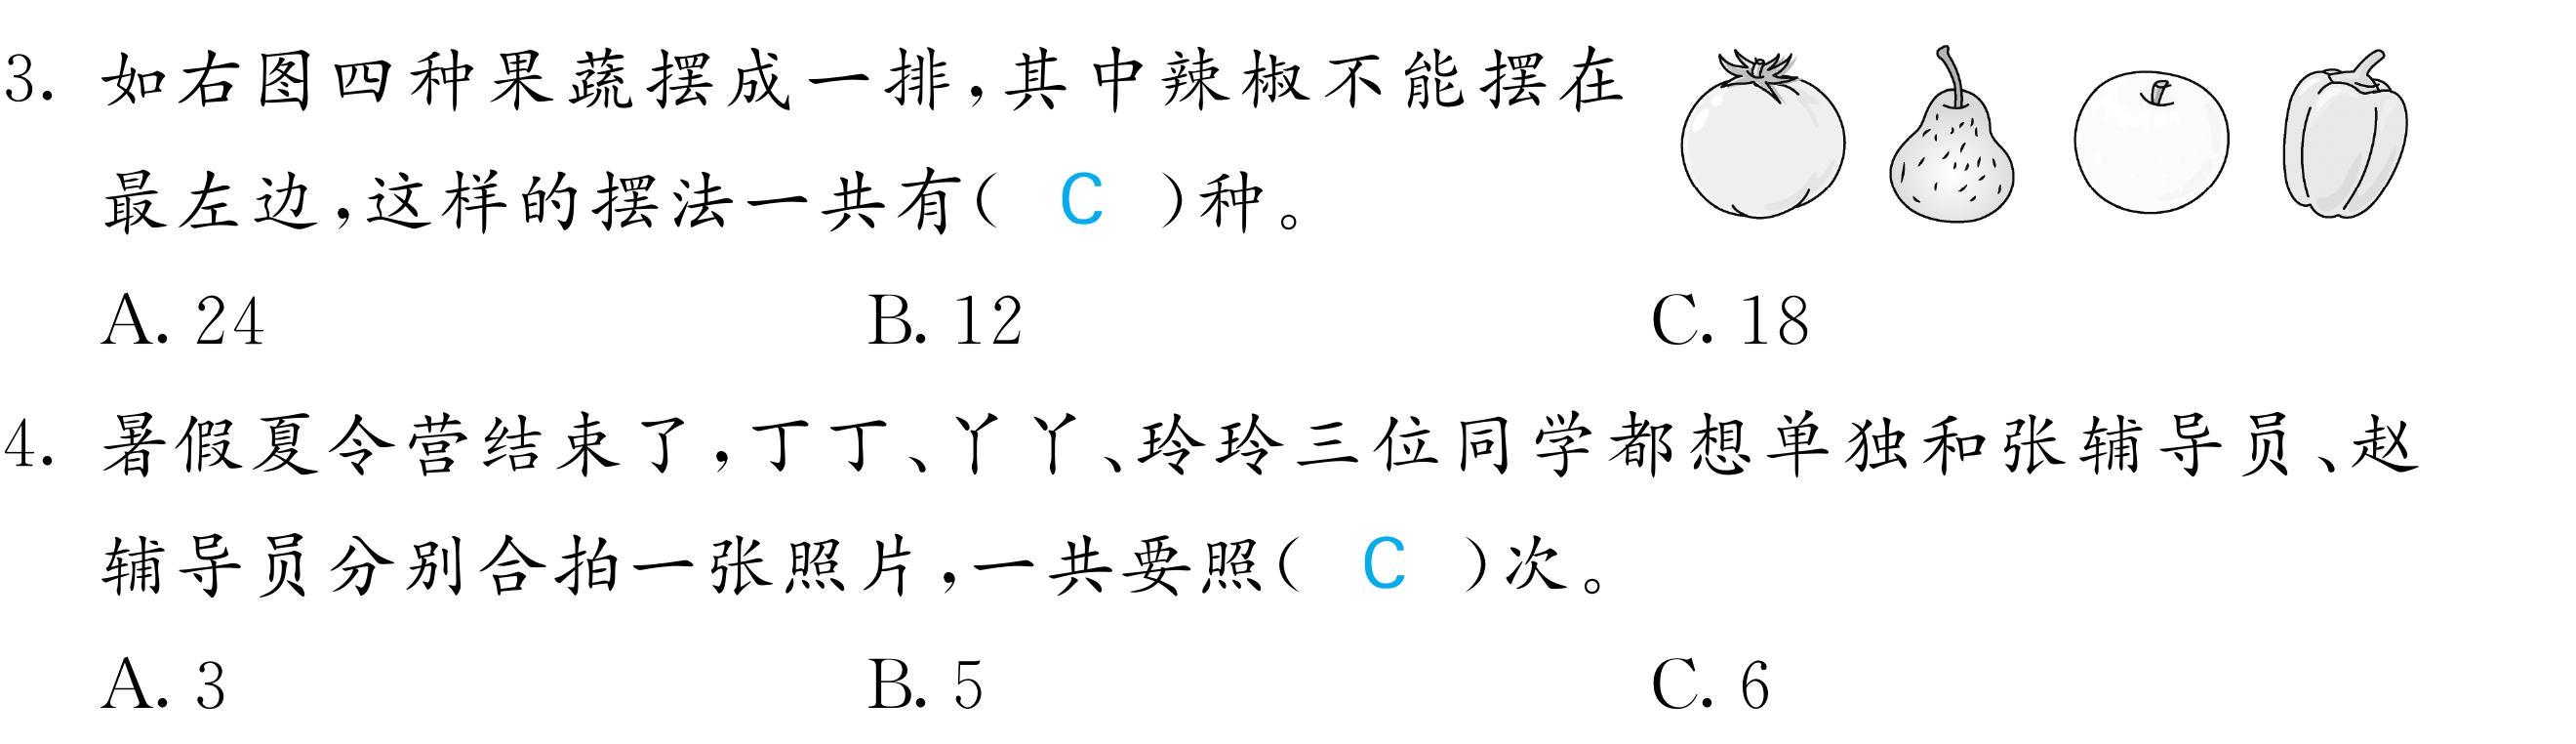 3. 如右图四种果蔬摆成一排,其中辣椒不能摆在
最左边,这样的摆法一共有( C )种。
A. 24 B. 12 C. 18
4. 暑假夏令营结束了,丁丁、丫丫、玲玲三位同学都想单独和张辅导员、赵
辅导员分别合拍一张照片,一共要照( C )次。
A. 3 B. 5 C. 6